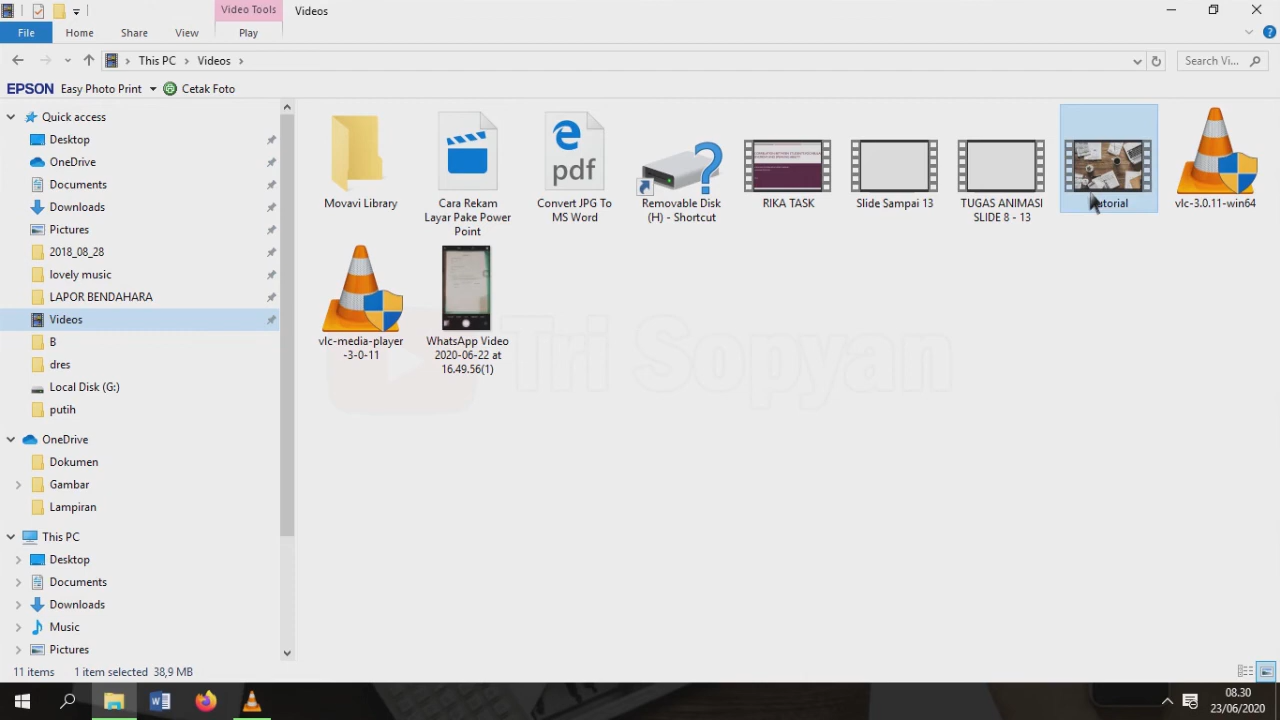 Video Tools
Videos
File
Home
Share
View
Play
This PC
Videos
Search Vi...
EPSON
Easy Photo Print
Cetak Foto
Quick access
Desktop
OneDrive
Documents
Downloads
Pictures
2018_08_28
lovely music
LAPOR BENDAHARA
Videos
B
dres
Local Disk (G:)
putih
OneDrive
Dokumen
Gambar
Lampiran
This PC
Desktop
Documents
Downloads
Music
Pictures
Movavi Library
Cara Rekam
Layar Pake Power
Point
pdf
Convert JPG To
MS Word
Removable Disk
(H) - Shortcut
RIKA TASK
Slide Sampai 13
TUGAS ANIMASI
SLIDE 8 - 13
vlc-3.0.11-win64
vlc-media-player
-3-0-11
WhatsApp Video
2020-06-22 at
16.49.56(1)
Tri Sopyan
11 items
1 item selected 38,9 MB
08.30
23/06/2020